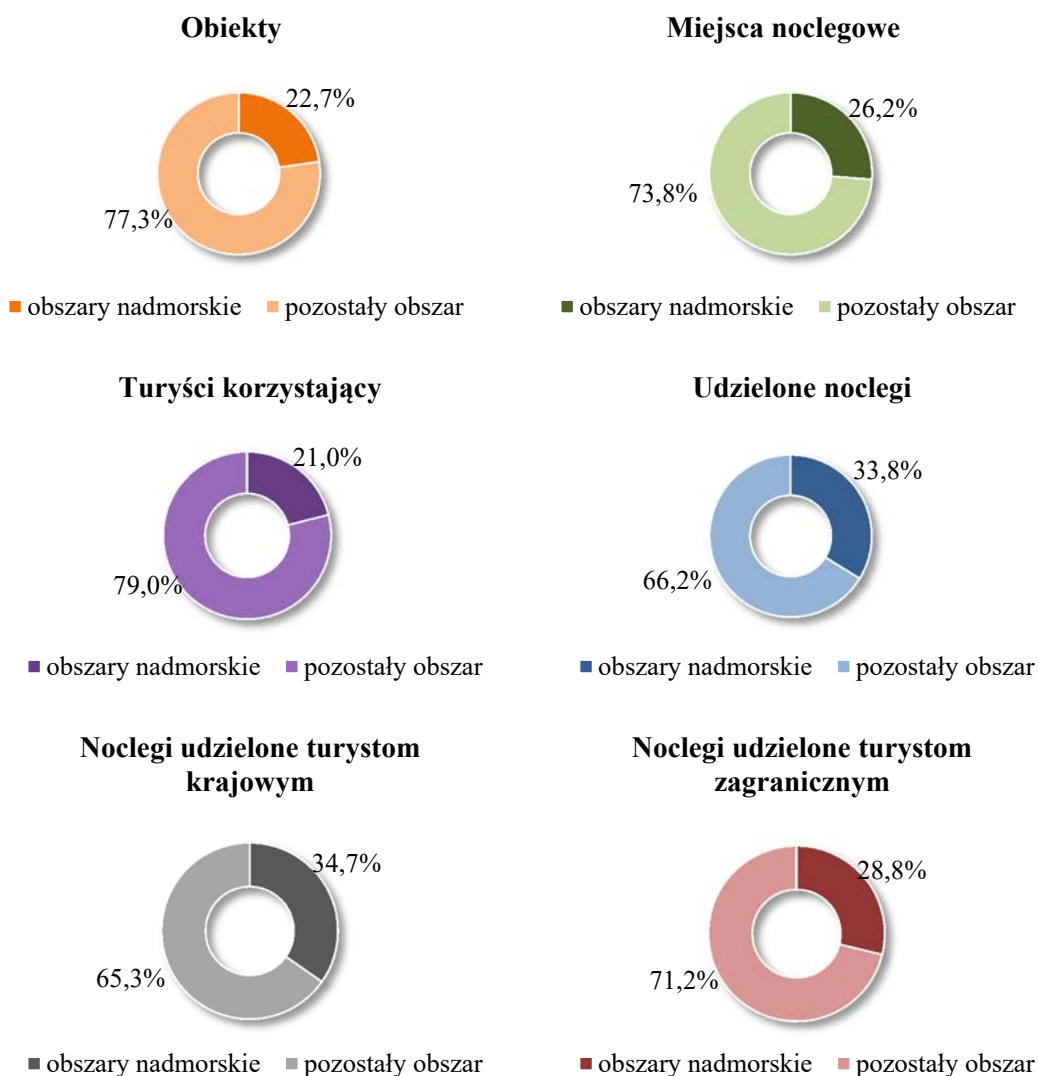 Obiekty
22,7%
77,3%
obszary nadmorskie pozostały obszar
Miejsca noclegowe
26,2%
73,8%
obszary nadmorskie pozostały obszar
Turyści korzystający
21,0%
79,0%
obszary nadmorskie pozostały obszar
Udzielone noclegi
33,8%
66,2%
obszary nadmorskie pozostały obszar
Noclegi udzielone turystom
krajowym
34,7%
65,3%
obszary nadmorskie pozostały obszar
Noclegi udzielone turystom
zagranicznym
28,8%
71,2%
obszary nadmorskie pozostały obszar